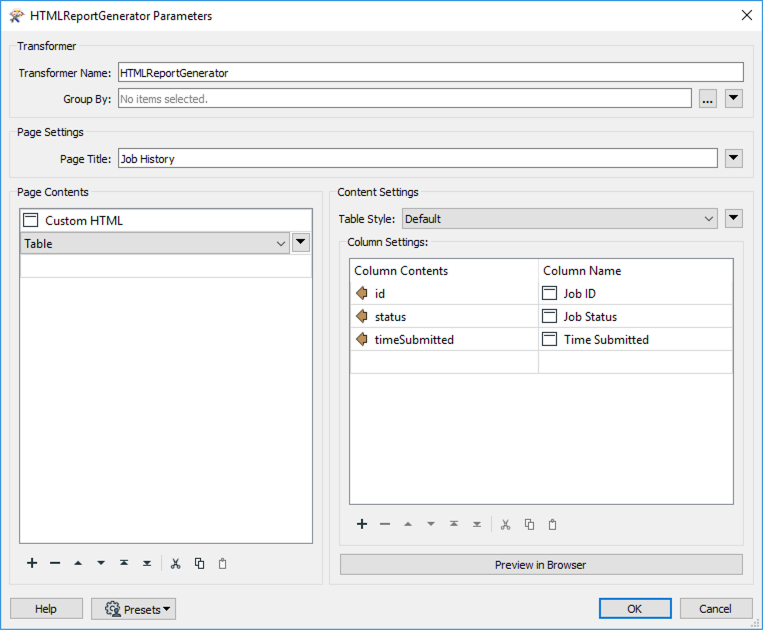 HTMLReportGenerator Parameters
Transformer
Transformer Name: HTMLReportGenerator
Group By: No items selected. ...
Page Settings
Page Title: Job History
Page Contents
Custom HTML
Table
Content Settings
Table Style: Default
Column Settings:
Column Contents Column Name
id Job ID
status Job Status
timeSubmitted Time Submitted
Preview in Browser
Help Presets OK Cancel